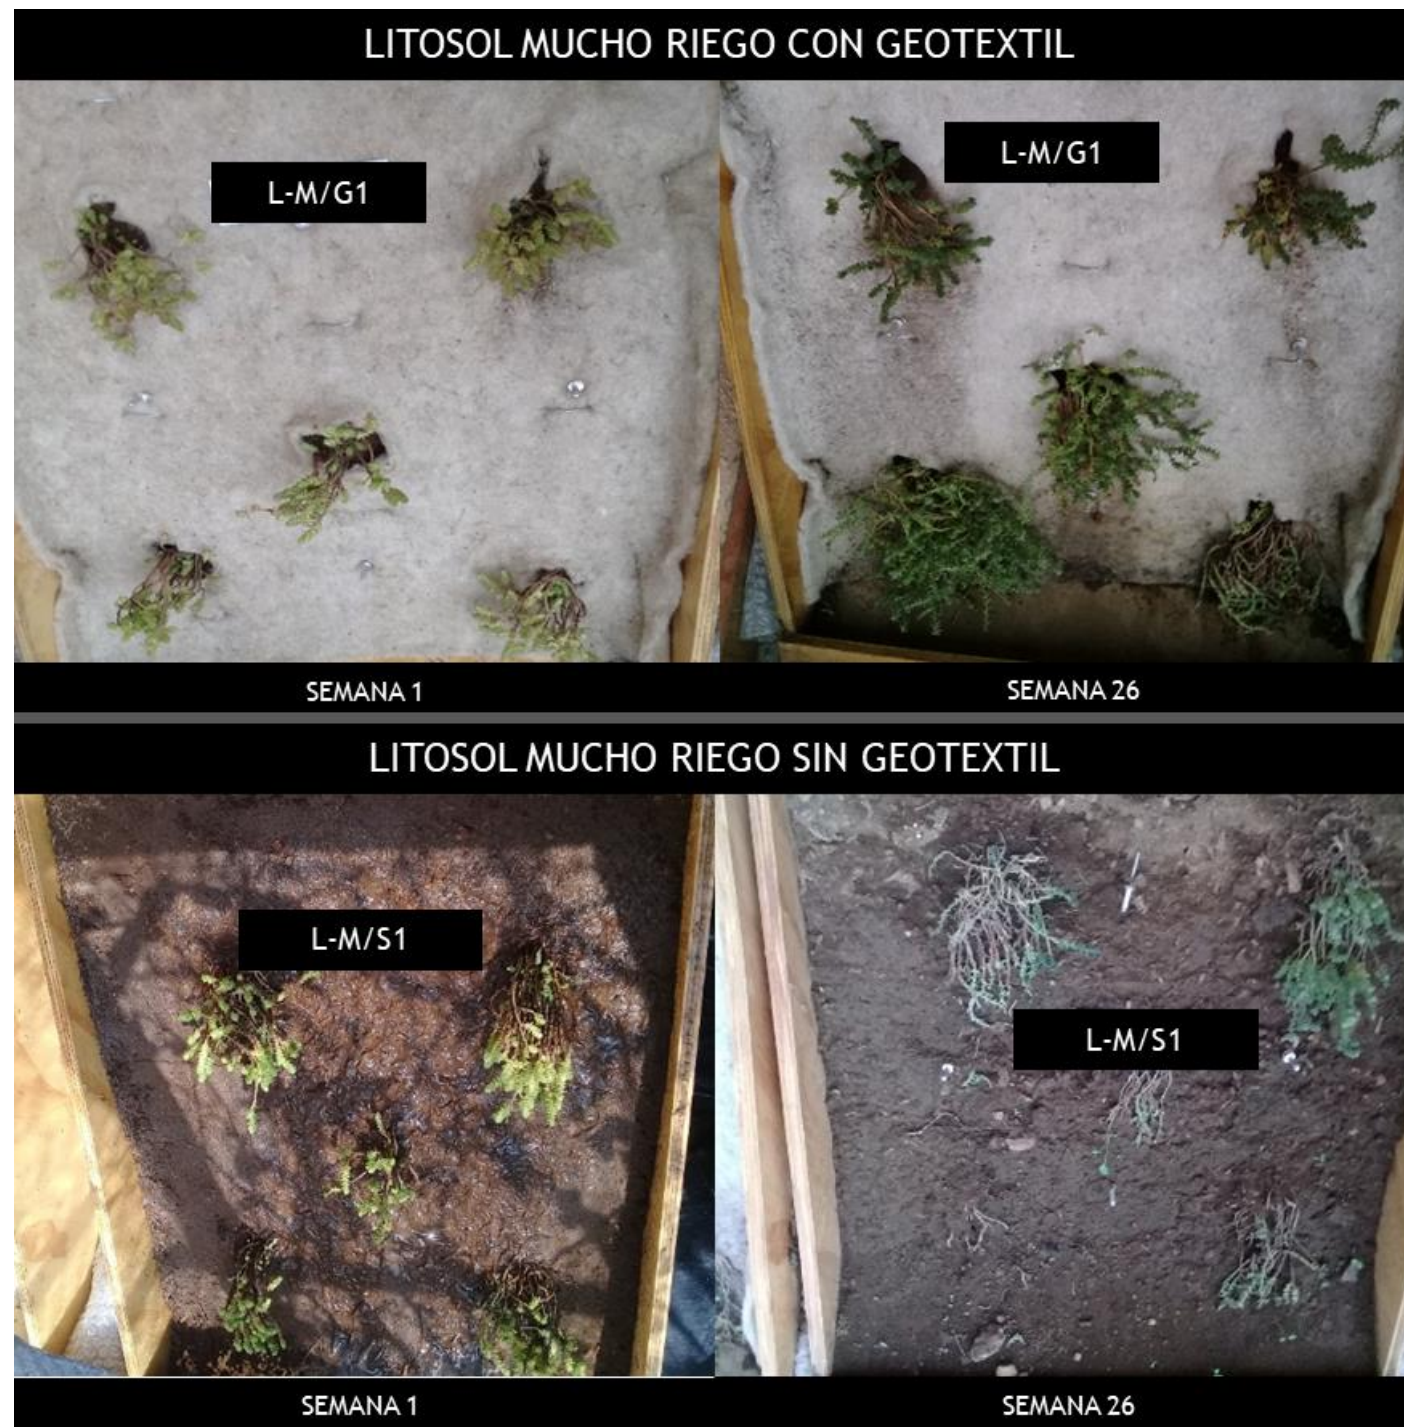 LITOSOL MUCHO RIEGO CON GEOTEXTIL
L-M/G1
L-M/G1
SEMANA 1
SEMANA 26
LITOSOL MUCHO RIEGO SIN GEOTEXTIL
L-M/S1
L-M/S1
SEMANA 1
SEMANA 26